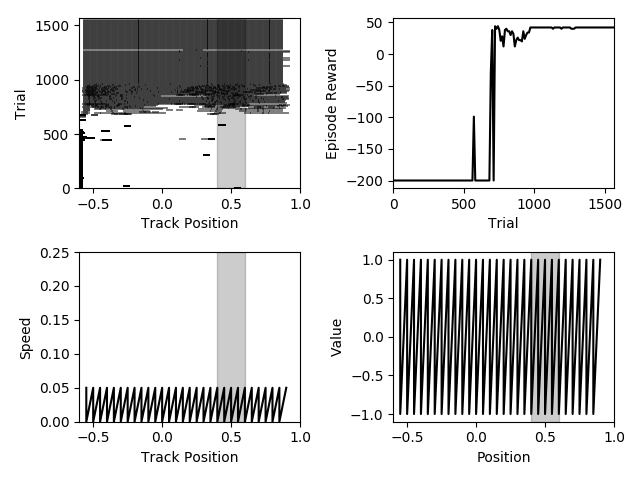 1500
1000
500
0
Trial
−0.5 0.0 0.5 1.0
Track Position
50
0
−50
−100
−150
−200
Episode Reward
0 500 1000 1500
Trial
0.25
0.20
0.15
0.10
0.05
0.00
Speed
−0.5 0.0 0.5 1.0
Track Position
1.0
0.5
0.0
−0.5
−1.0
Value
−0.5 0.0 0.5 1.0
Position